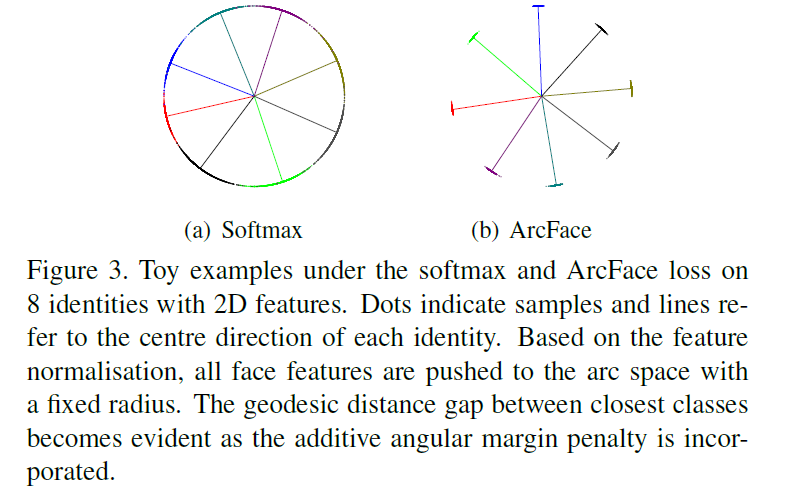 (a) Softmax
(b) ArcFace
Figure 3. Toy examples under the softmax and ArcFace loss on
8 identities with 2D features. Dots indicate samples and lines re-
fer to the centre direction of each identity. Based on the feature
normalisation, all face features are pushed to the arc space with
a fixed radius. The geodesic distance gap between closest classes
becomes evident as the additive angular margin penalty is incor-
porated.